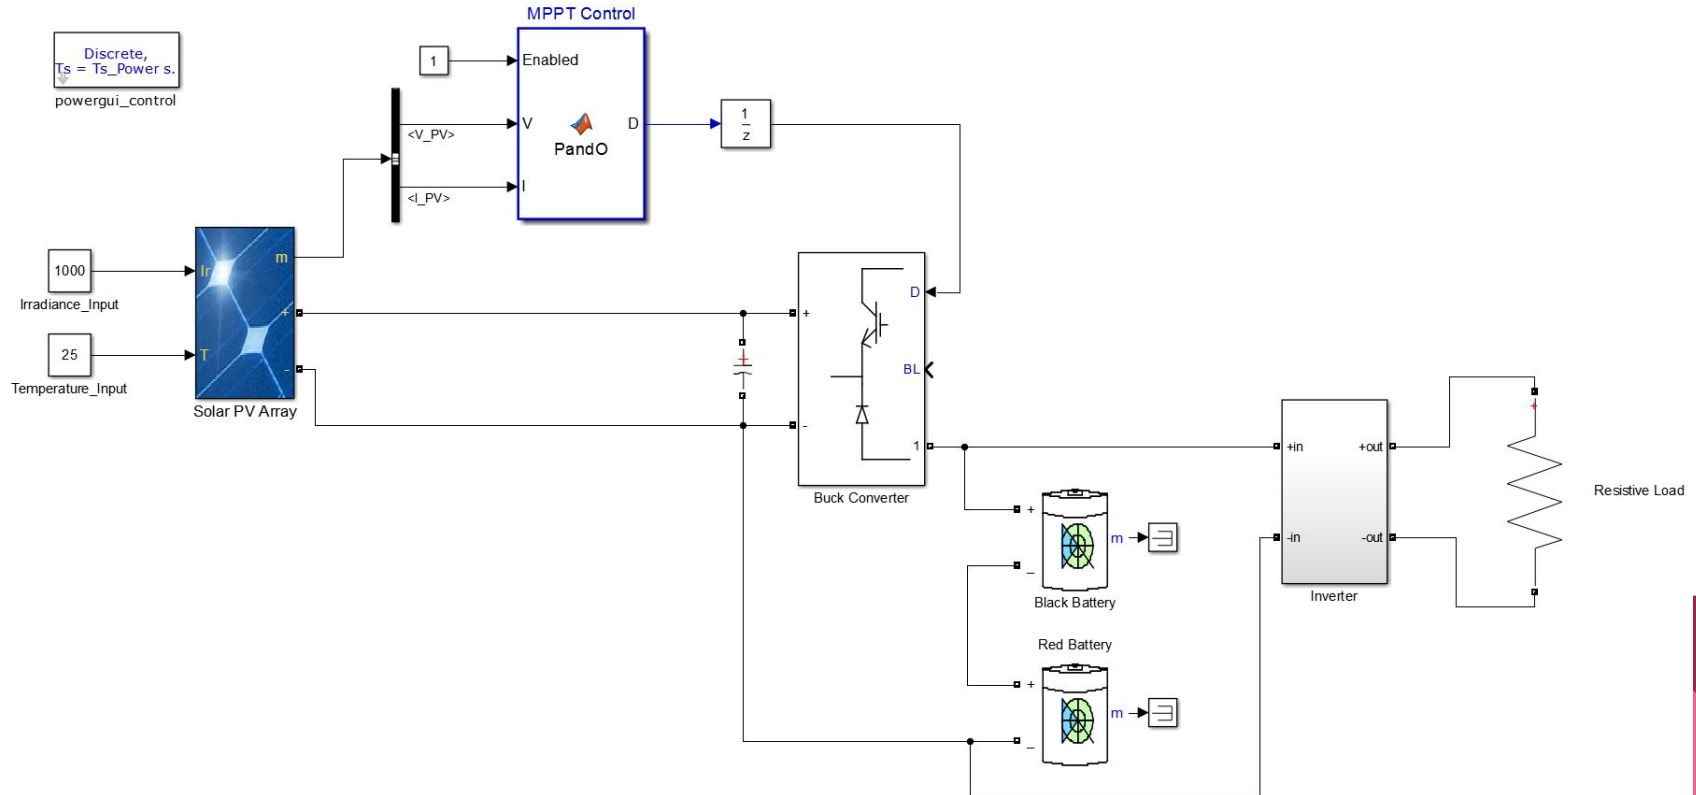 MPPT Control
Discrete,
Ts = Ts_Power s.
powergui_control
1
Enabled
V
D
PandO
I
<V_PV>
<I_PV>
1
z
1000
Irradiance_Input
25
Temperature_Input
Ir
m
+
T
-
Solar PV Array
+
+
-
D
BL
1
Buck Converter
+
m
_
Black Battery
Red Battery
+
m
_
+in
+out
-in
-out
Inverter
+
Resistive Load